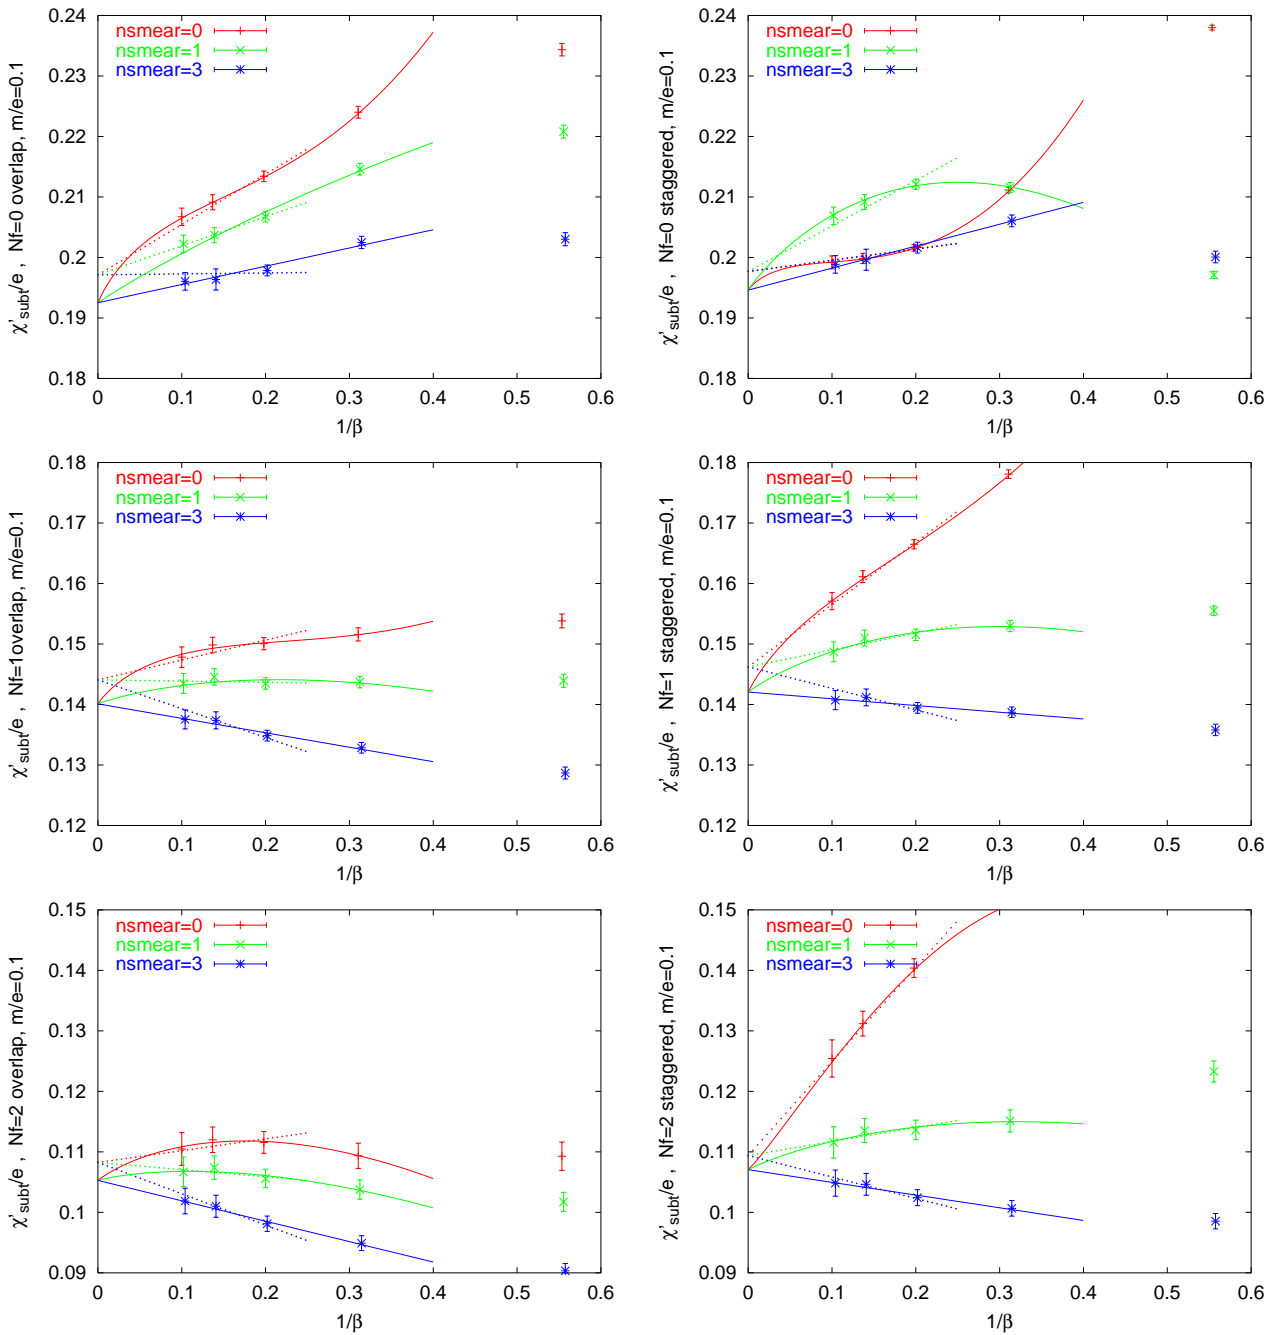 χ'subt/e , Nf=0 overlap, m/e=0.1
nsmear=0
nsmear=1
nsmear=3
0.24
0.23
0.22
0.21
0.2
0.19
0.18
0 0.1 0.2 0.3 0.4 0.5 0.6
1/β
χ'subt/e , Nf=0 staggered, m/e=0.1
nsmear=0
nsmear=1
nsmear=3
0.24
0.23
0.22
0.21
0.2
0.19
0.18
0 0.1 0.2 0.3 0.4 0.5 0.6
1/β
χ'subt/e , Nf=1overlap, m/e=0.1
nsmear=0
nsmear=1
nsmear=3
0.18
0.17
0.16
0.15
0.14
0.13
0.12
0 0.1 0.2 0.3 0.4 0.5 0.6
1/β
χ'subt/e , Nf=1 staggered, m/e=0.1
nsmear=0
nsmear=1
nsmear=3
0.18
0.17
0.16
0.15
0.14
0.13
0.12
0 0.1 0.2 0.3 0.4 0.5 0.6
1/β
χ'subt/e , Nf=2 overlap, m/e=0.1
nsmear=0
nsmear=1
nsmear=3
0.15
0.14
0.13
0.12
0.11
0.1
0.09
0 0.1 0.2 0.3 0.4 0.5 0.6
1/β
χ'subt/e , Nf=2 staggered, m/e=0.1
nsmear=0
nsmear=1
nsmear=3
0.15
0.14
0.13
0.12
0.11
0.1
0.09
0 0.1 0.2 0.3 0.4 0.5 0.6
1/β